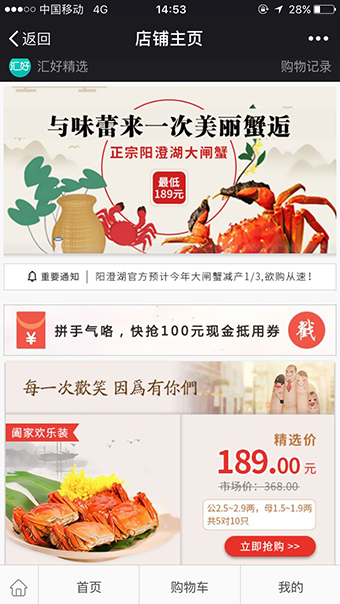 中国移动 4G 14:53 28%
返回 店铺主页
汇好 汇好精选 购物记录
与味蕾来一次美丽蟹逅
正宗阳澄湖大闸蟹
最低
189元
重要通知 | 阳澄湖官方预计今年大闸蟹减产1/3,欲购从速！
¥ 拼手气咯，快抢100元现金抵用券 戳
每一次歡笑 因爲有你們
阖家欢乐装
精选价
189.00 元
市场价：368.00
公2.5~2.9两，母1.5~1.9两
共5对10只
立即抢购 >>
首页 购物车 我的